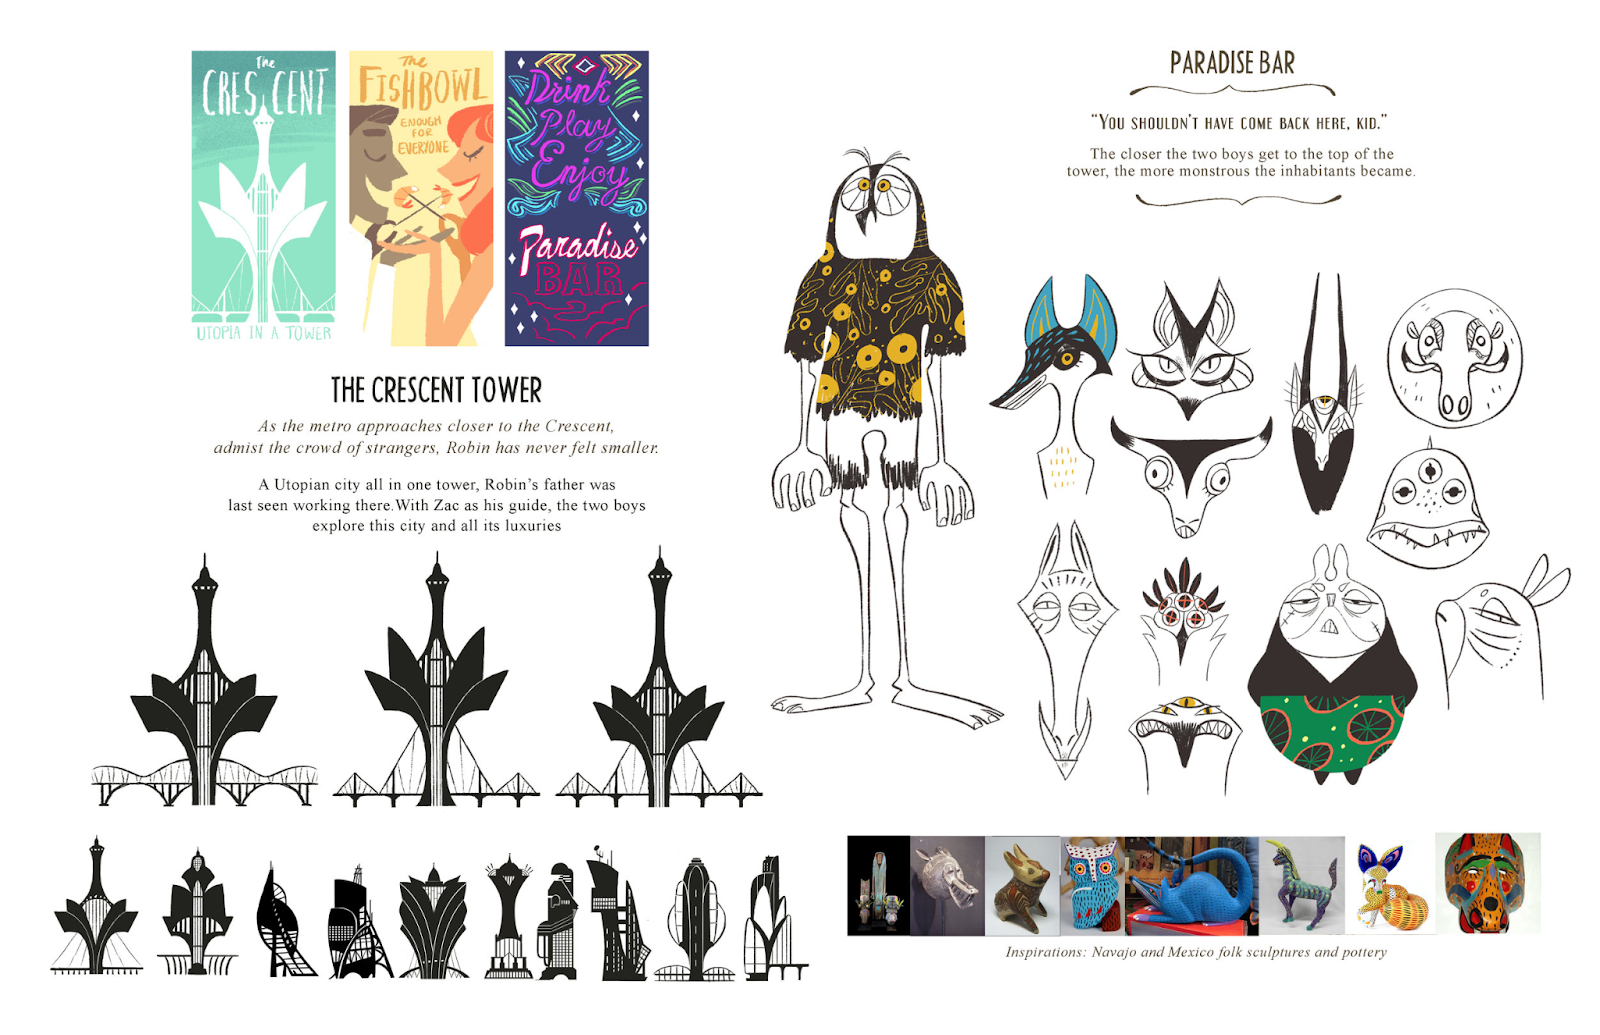 The
CRESCENT
UTOPIA IN A TOWER
The
FISHBOWL
ENOUGH
FOR
EVERYONE
Drink
Play
Enjoy
Paradise
BAR
THE CRESCENT TOWER
As the metro approaches closer to the Crescent,
admist the crowd of strangers, Robin has never felt smaller.
A Utopian city all in one tower, Robin's father was
last seen working there.With Zac as his guide, the two boys
explore this city and all its luxuries
PARADISE BAR
“You shouldn't have come back here, kid.”
The closer the two boys get to the top of the
tower, the more monstrous the inhabitants became.
Inspirations: Navajo and Mexico folk sculptures and pottery